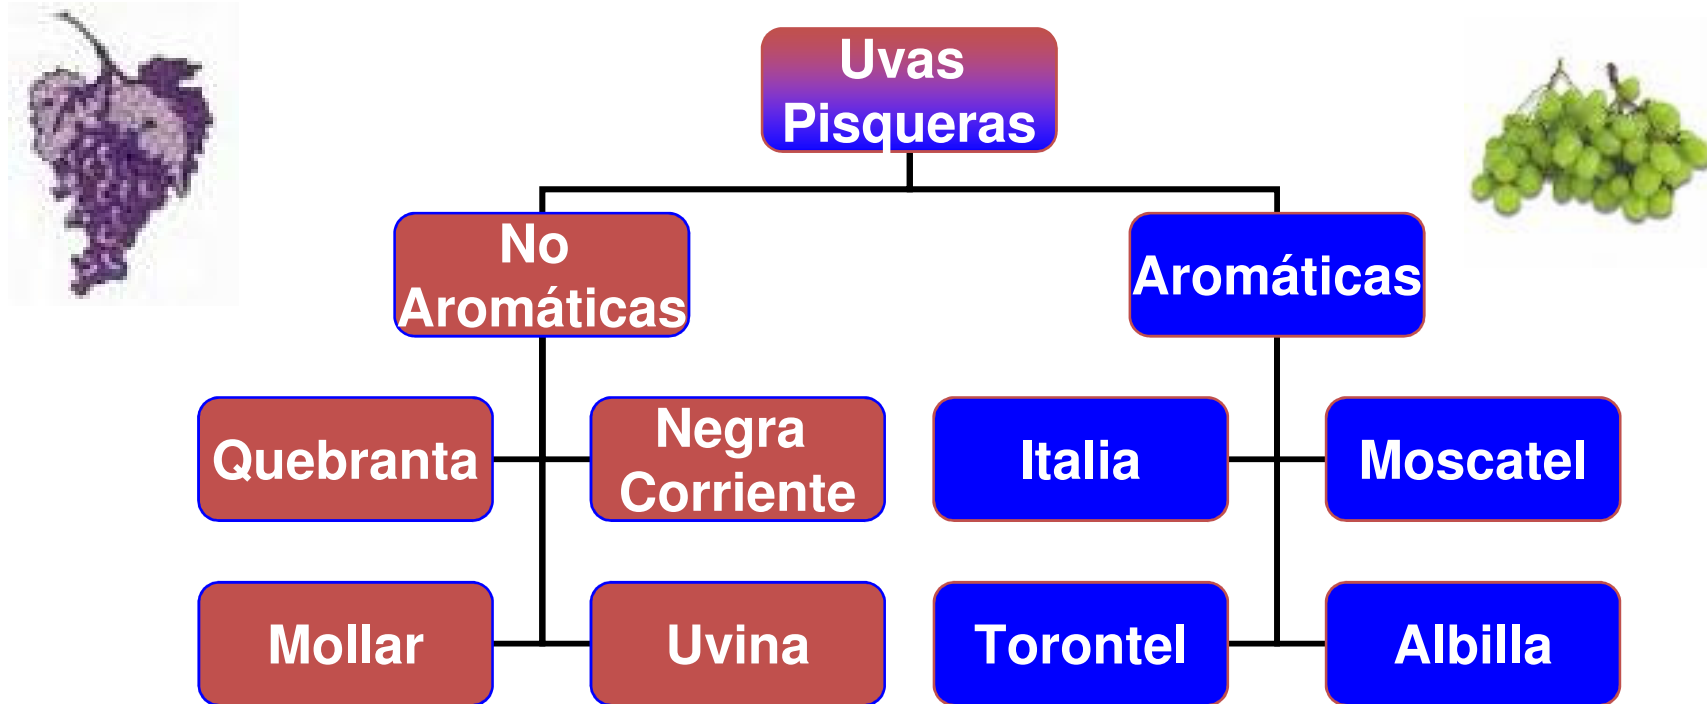 Uvas
Pisqueras
No
Aromáticas
Aromáticas
Quebranta
Negra
Corriente
Italia
Moscatel
Mollar
Uvina
Torontel
Albilla